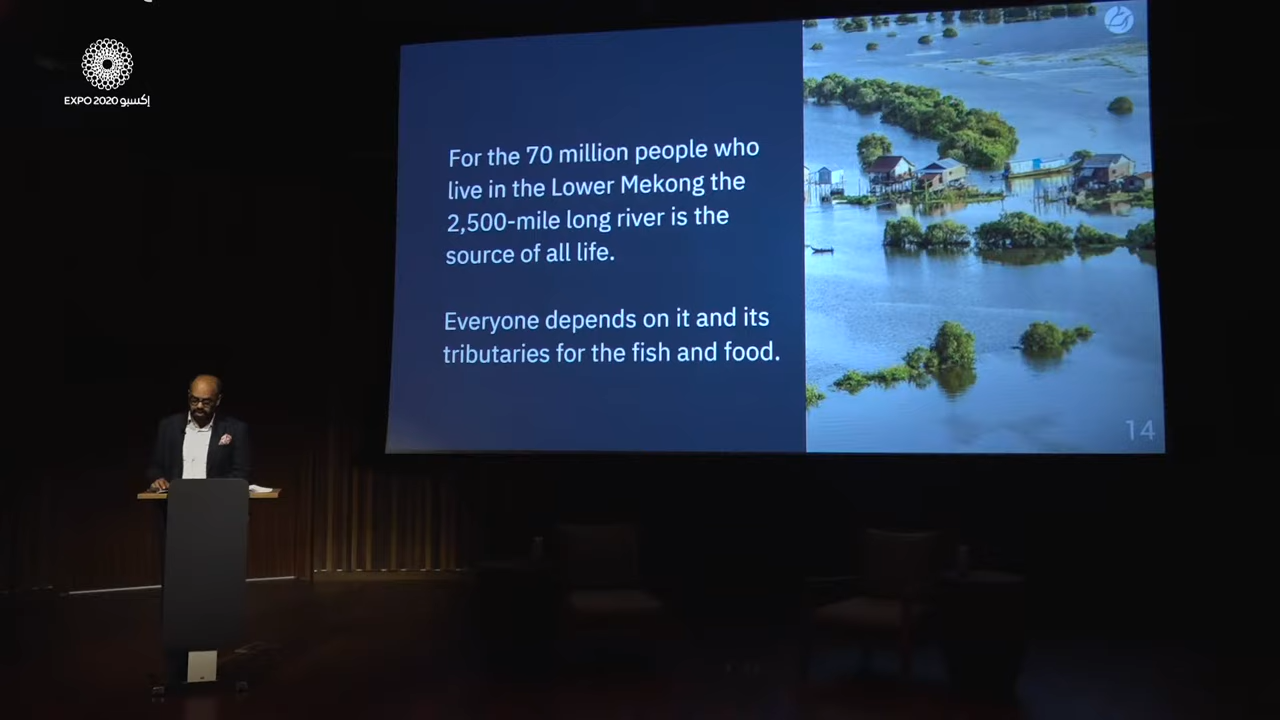 EXPO 2020 إكسبو
For the 70 million people who
live in the Lower Mekong the
2,500-mile long river is the
source of all life.
Everyone depends on it and its
tributaries for the fish and food.
14